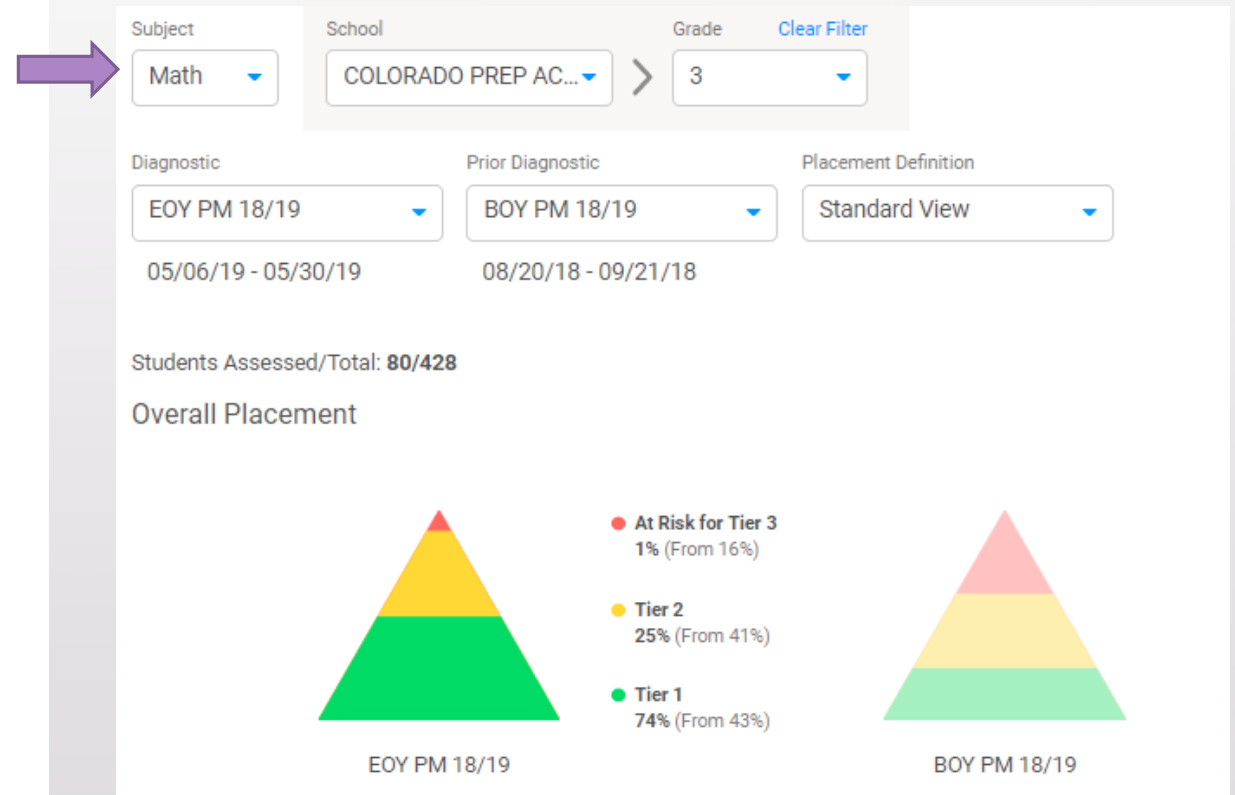 Subject School Grade Clear Filter
Math COLORADO PREP AC... 3
Diagnostic Prior Diagnostic Placement Definition
EOY PM 18/19 BOY PM 18/19 Standard View
05/06/19 - 05/30/19 08/20/18 - 09/21/18
Students Assessed/Total: 80/428
Overall Placement
At Risk for Tier 3
1% (From 16%)
Tier 2
25% (From 41%)
Tier 1
74% (From 43%)
EOY PM 18/19 BOY PM 18/19